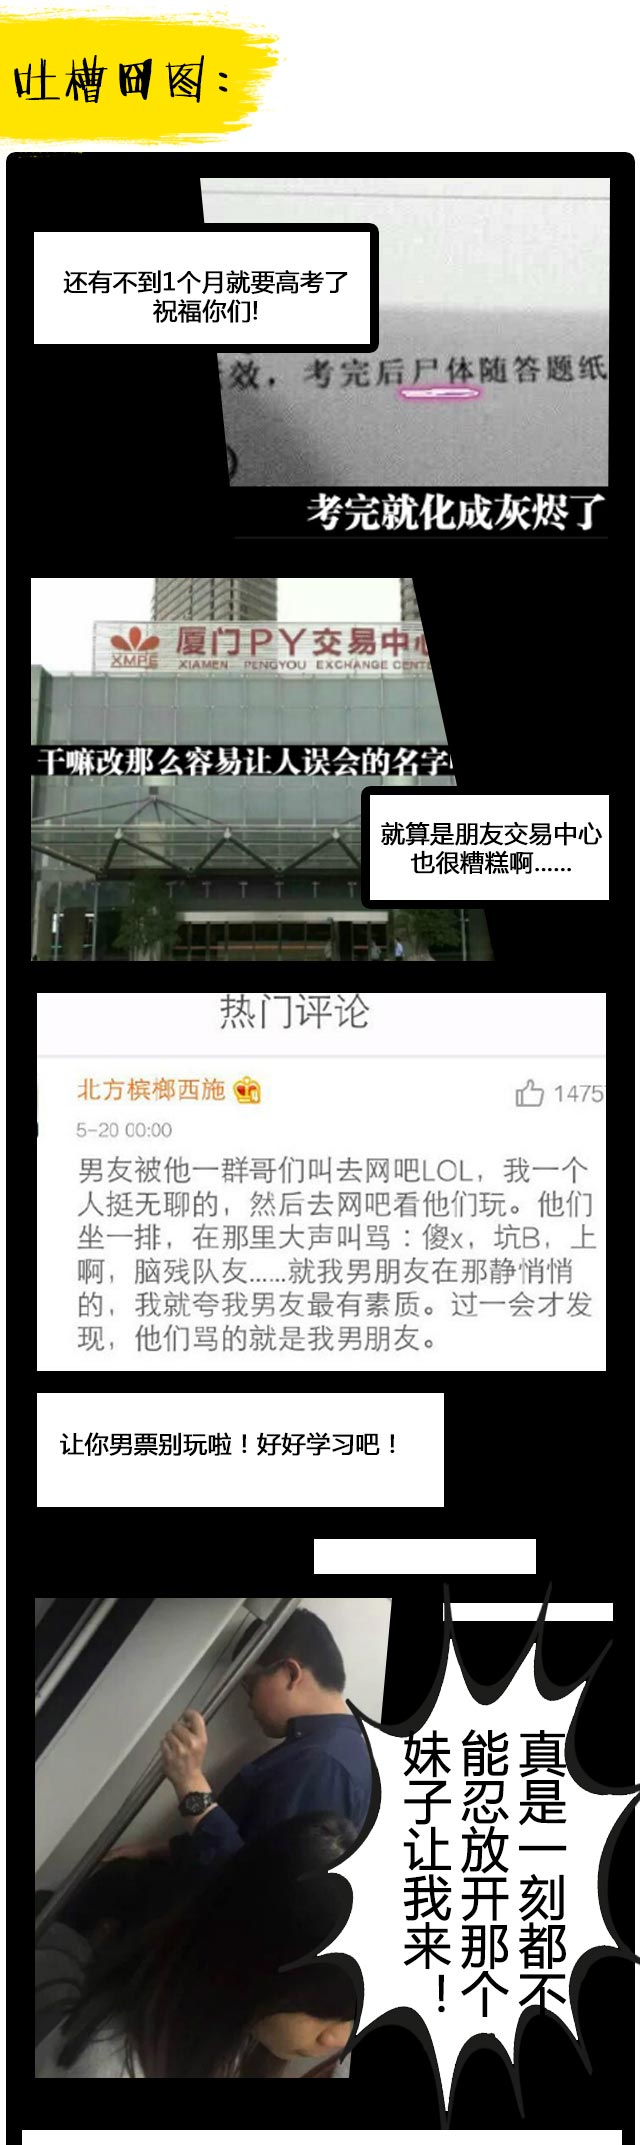 吐槽囧图：
还有不到1个月就要高考了
祝福你们!
效，考完后尸体随答题纸
考完就化成灰烬了
厦门PY交易中心
XMPE
XIAMEN PENGYOU EXCHANGE CENTE
干嘛改那么容易让人误会的名字
就算是朋友交易中心
也很糟糕啊......
热门评论
北方槟榔西施
1475
5-20 00:00
男友被他一群哥们叫去网吧LOL，我一个
人挺无聊的，然后去网吧看他们玩。他们
坐一排，在那里大声叫骂：傻x，坑B，上
啊，脑残队友......就我男朋友在那静悄悄
的，我就夸我男友最有素质。过一会才发
现，他们骂的就是我男朋友。
让你男票别玩啦！好好学习吧！
真是一刻都不
能忍放开那个
妹子让我来！